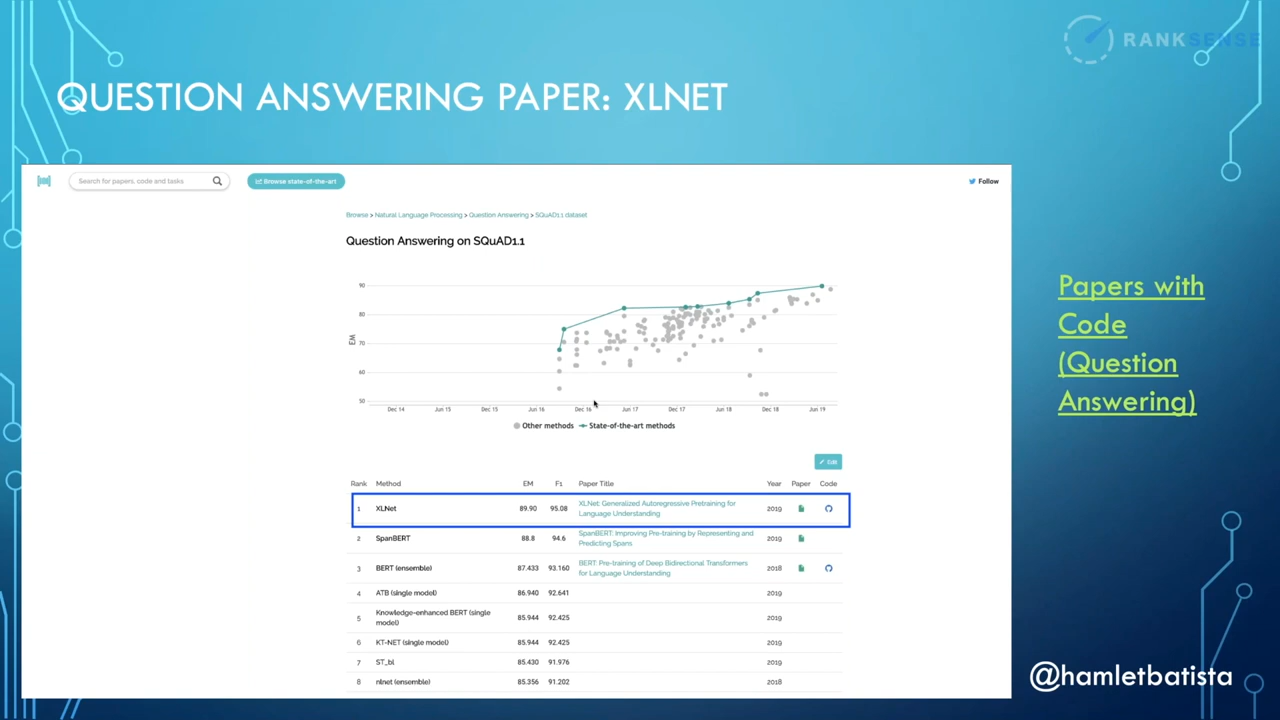 RANKSENSE
QUESTION ANSWERING PAPER: XLNET
Search for papers, code and tasks
Browse state-of-the-art
Follow
Browse > Natural Language Processing > Question Answering > SQuAD1.1 dataset
Question Answering on SQuAD1.1
90
80
70
60
50
EM
Dec 14 Jun 15 Dec 15 Jun 16 Dec 16 Jun 17 Dec 17 Jun 18 Dec 18 Jun 19
Other methods State-of-the-art methods
Edit
Rank Method EM F1 Paper Title Year Paper Code
1 XLNet 89.90 95.08 XLNet: Generalized Autoregressive Pretraining for 2019
Language Understanding
2 SpanBERT 88.8 94.6 SpanBERT: Improving Pre-training by Representing and 2019
Predicting Spans
3 BERT (ensemble) 87.433 93.160 BERT: Pre-training of Deep Bidirectional Transformers 2018
for Language Understanding
4 ATB (single model) 86.940 92.641 2019
5 Knowledge-enhanced BERT (single 85.944 92.425 2019
model)
6 KT-NET (single model) 85.944 92.425 2019
7 ST_bl 85.430 91.976 2019
8 nlnet (ensemble) 85.356 91.202 2018
Papers with
Code
(Question
Answering)
@hamletbatista